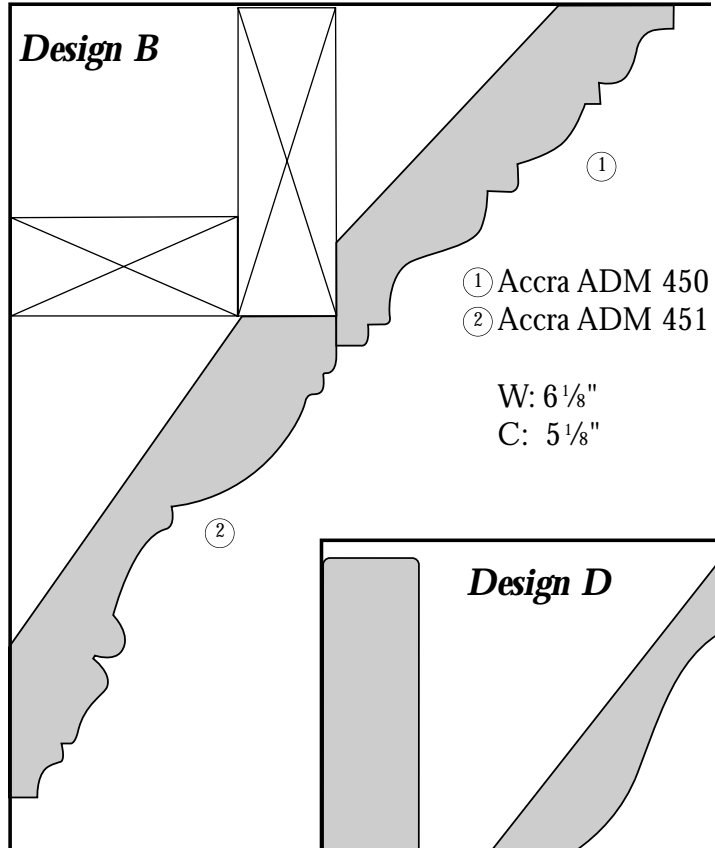 Design B
①
① Accra ADM 450
② Accra ADM 451
W: 6 ⅛"
C: 5 ⅛"
②
Design D